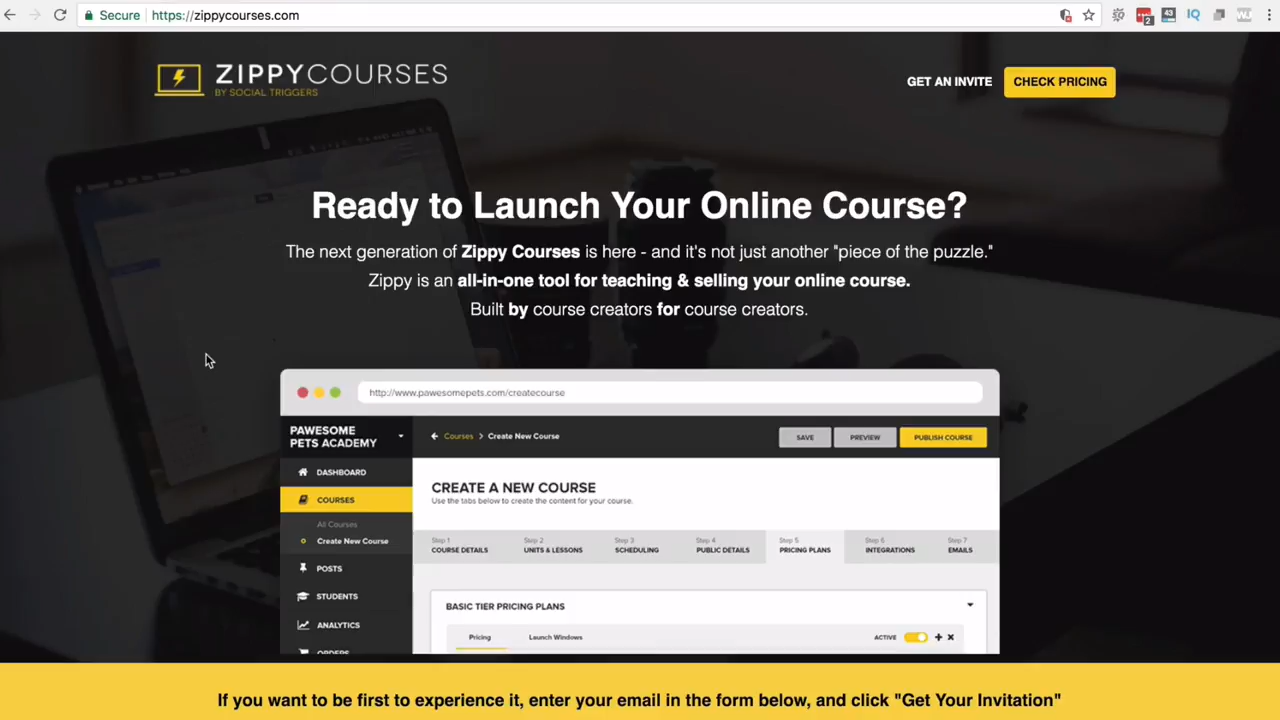 Secure https://zippycourses.com
2
43
IQ
ZIPPYCOURSES
BY SOCIAL TRIGGERS
GET AN INVITE
CHECK PRICING
Ready to Launch Your Online Course?
The next generation of Zippy Courses is here - and it's not just another "piece of the puzzle."
Zippy is an all-in-one tool for teaching & selling your online course.
Built by course creators for course creators.
http://www.pawesomepets.com/createcourse
PAWESOME
PETS ACADEMY
Courses > Create New Course
SAVE
PREVIEW
PUBLISH COURSE
DASHBOARD
COURSES
All Courses
Create New Course
POSTS
STUDENTS
ANALYTICS
ORDERS
CREATE A NEW COURSE
Use the tabs below to create the content for your course.
Step 1
COURSE DETAILS
Step 2
UNITS & LESSONS
Step 3
SCHEDULING
Step 4
PUBLIC DETAILS
Step 5
PRICING PLANS
Step 6
INTEGRATIONS
Step 7
EMAILS
BASIC TIER PRICING PLANS
Pricing
Launch Windows
ACTIVE
If you want to be first to experience it, enter your email in the form below, and click "Get Your Invitation"